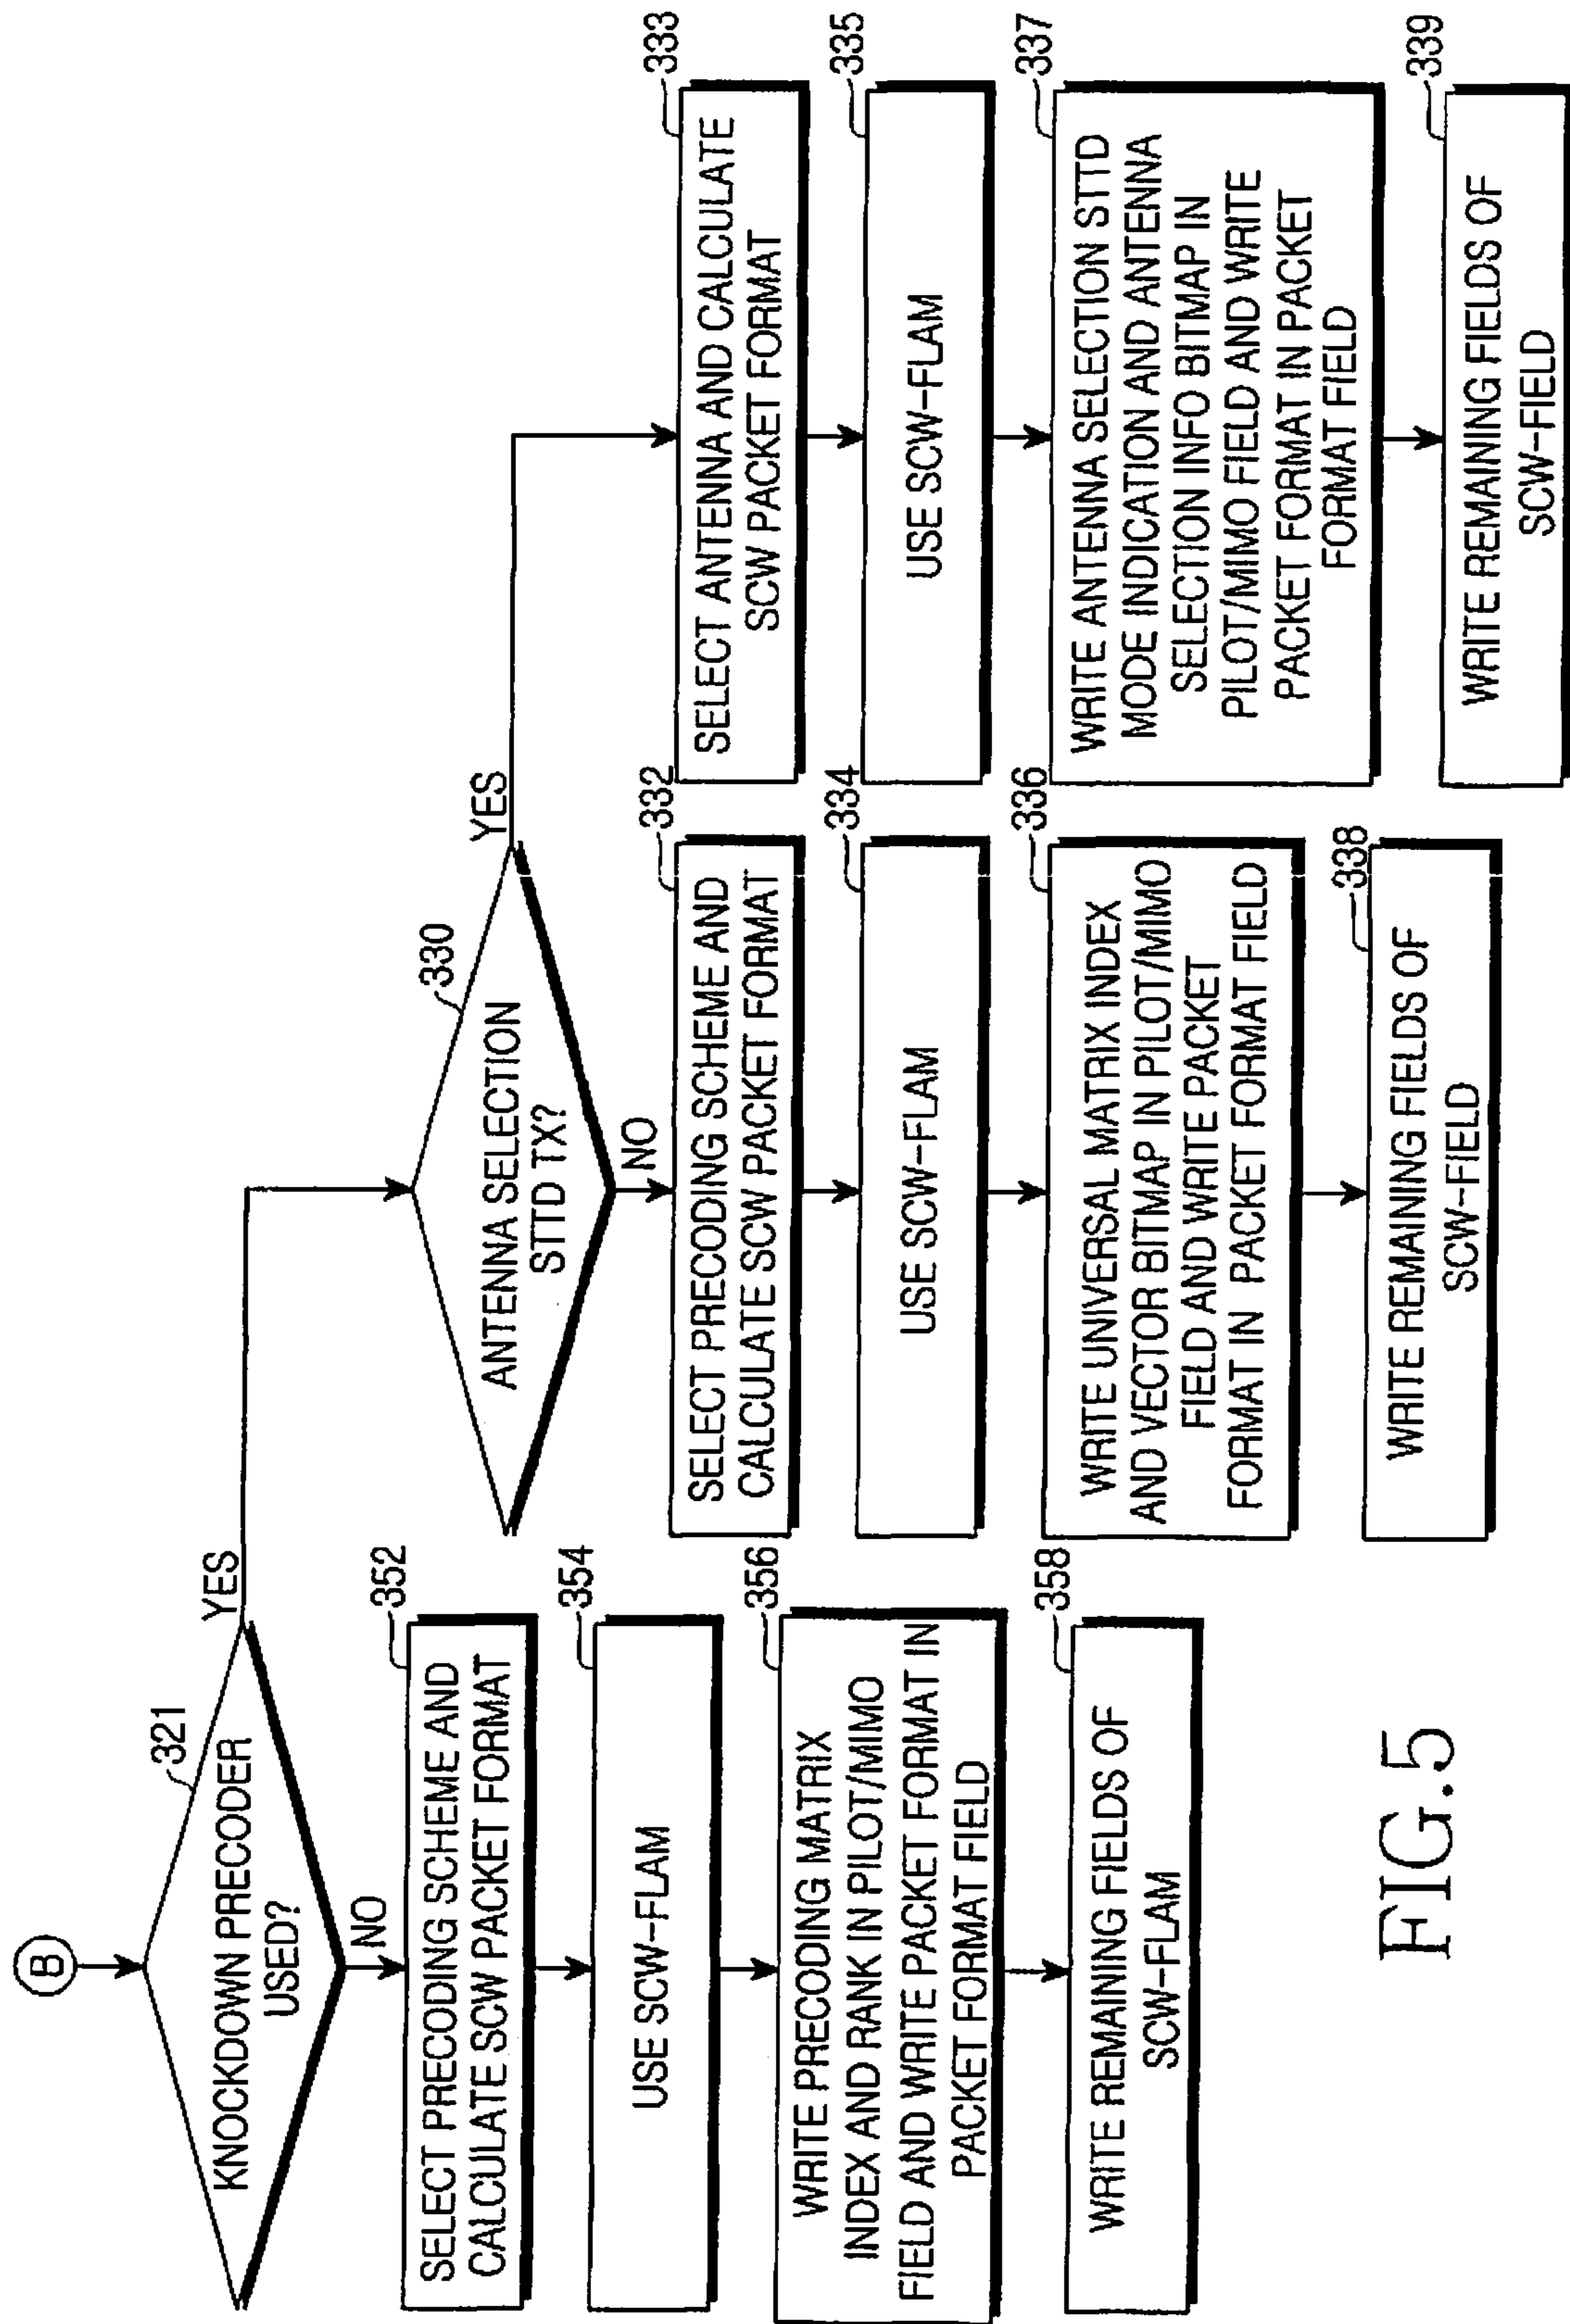 B
321
KNOCKDOWN PRECODER
USED?
YES
NO
352
SELECT PRECODING SCHEME AND
CALCULATE SCW PACKET FORMAT
354
USE SCW-FLAM
356
WRITE PRECODING MATRIX
INDEX AND RANK IN PILOT/MIMO
FIELD AND WRITE PACKET FORMAT IN
PACKET FORMAT FIELD
358
WRITE REMAINING FIELDS OF
SCW-FLAM
330
ANTENNA SELECTION
STTD TX?
YES
NO
332
SELECT PRECODING SCHEME AND
CALCULATE SCW PACKET FORMAT
334
USE SCW-FLAM
336
WRITE UNIVERSAL MATRIX INDEX
AND VECTOR BITMAP IN PILOT/MIMO
FIELD AND WRITE PACKET
FORMAT IN PACKET FORMAT FIELD
338
WRITE REMAINING FIELDS OF
SCW-FIELD
333
SELECT ANTENNA AND CALCULATE
SCW PACKET FORMAT
335
USE SCW-FLAM
337
WRITE ANTENNA SELECTION STTD
MODE INDICATION AND ANTENNA
SELECTION INFO BITMAP IN
PILOT/MIMO FIELD AND WRITE
PACKET FORMAT IN PACKET
FORMAT FIELD
339
WRITE REMAINING FIELDS OF
SCW-FIELD
FIG.5